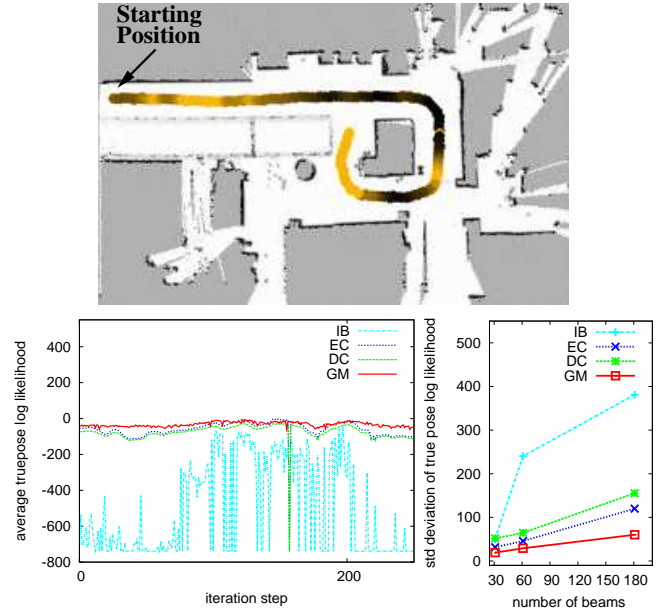 Starting
Position
average truepose log likelihood
400
200
0
-200
-400
-600
-800
0
200
iteration step
IB
EC
DC
GM
std deviation of true pose log likelihood
500
400
300
200
100
0
30 60 90 120 150 180
number of beams
IB
EC
DC
GM